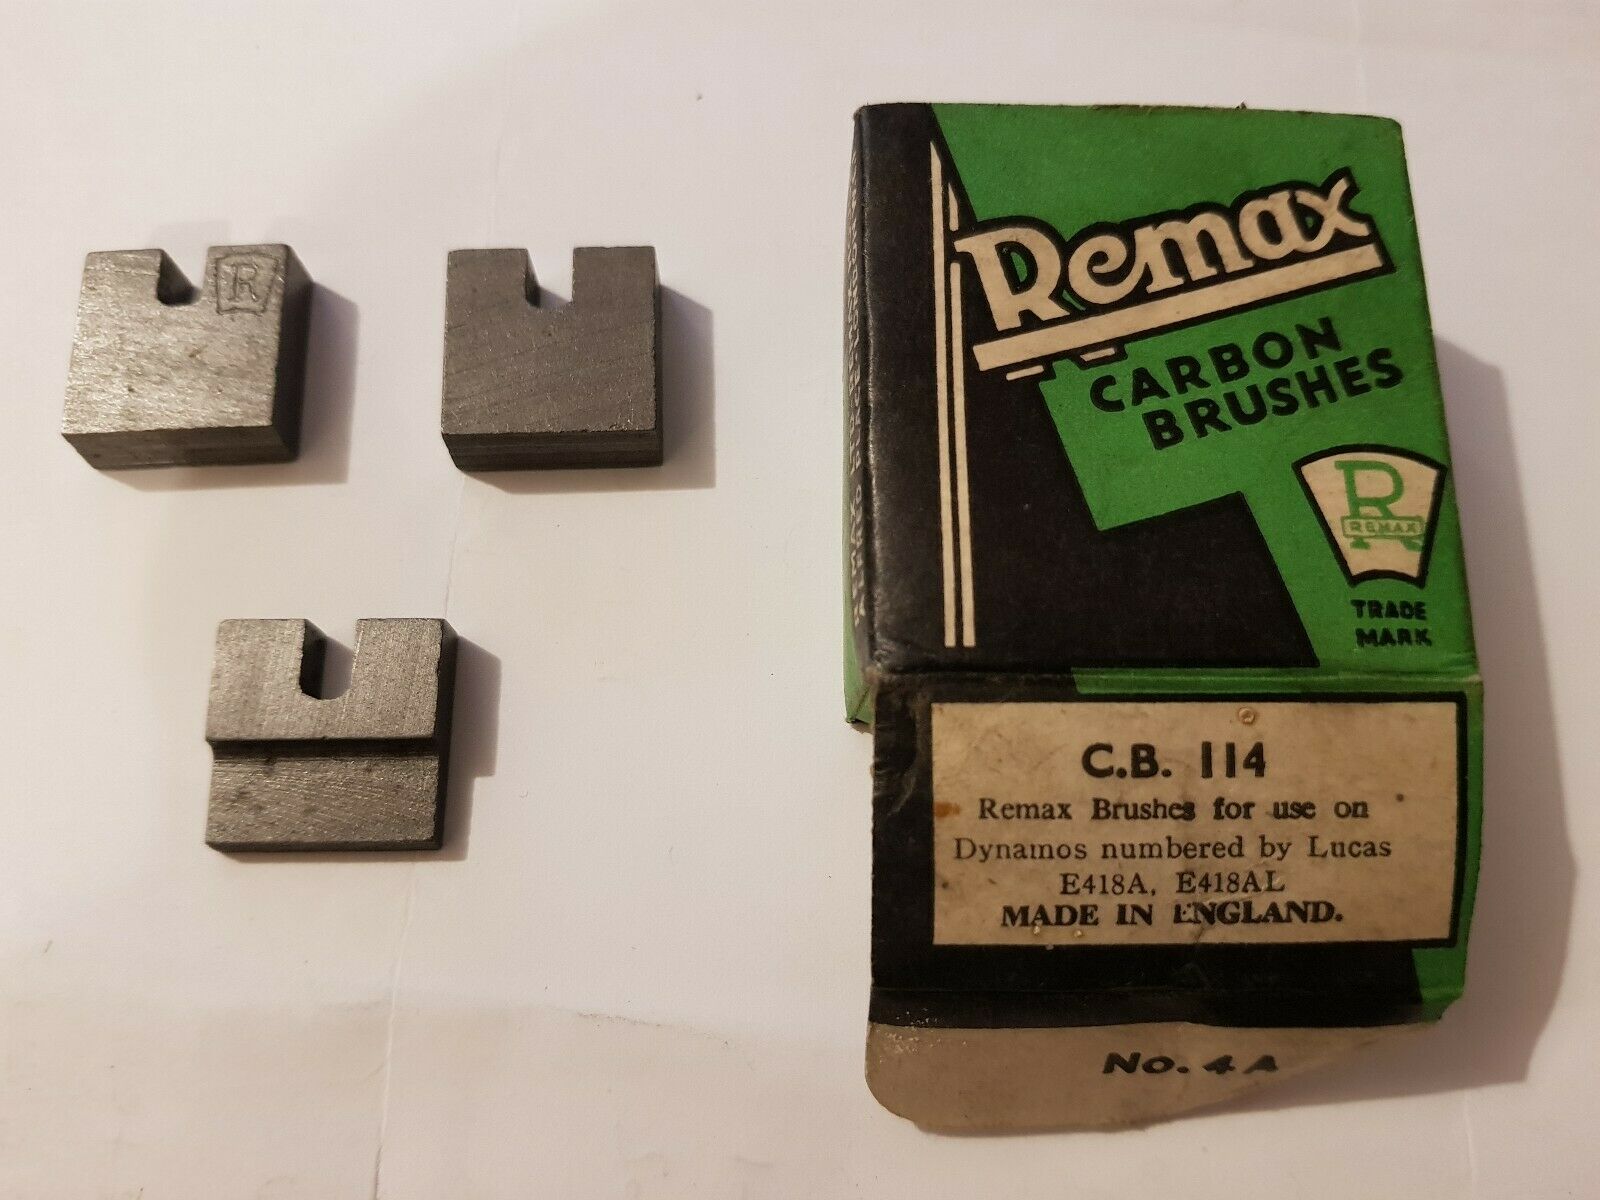 R
Remax
CARBON
BRUSHES
R
REMAX
TRADE
MARK
C.B. 114
Remax Brushes for use on
Dynamos numbered by Lucas
E418A, E418AL
MADE IN ENGLAND.
No. 4A